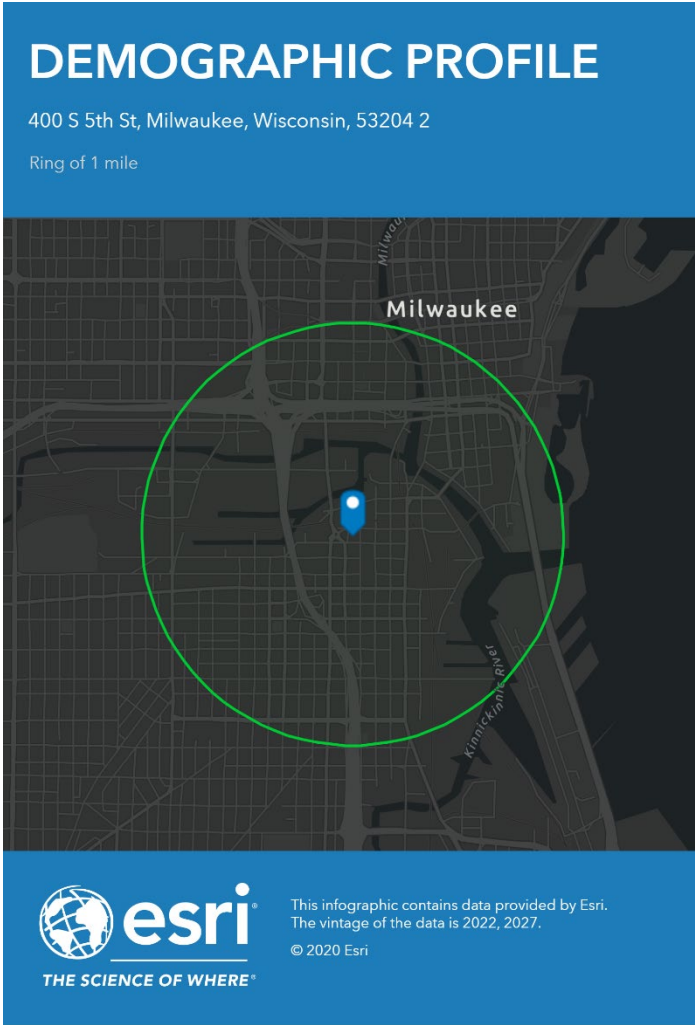 DEMOGRAPHIC PROFILE
400 S 5th St, Milwaukee, Wisconsin, 53204 2
Ring of 1 mile
Milwau
Milwaukee
Kinnickinnic River
esri®
THE SCIENCE OF WHERE®
This infographic contains data provided by Esri.
The vintage of the data is 2022, 2027.
© 2020 Esri